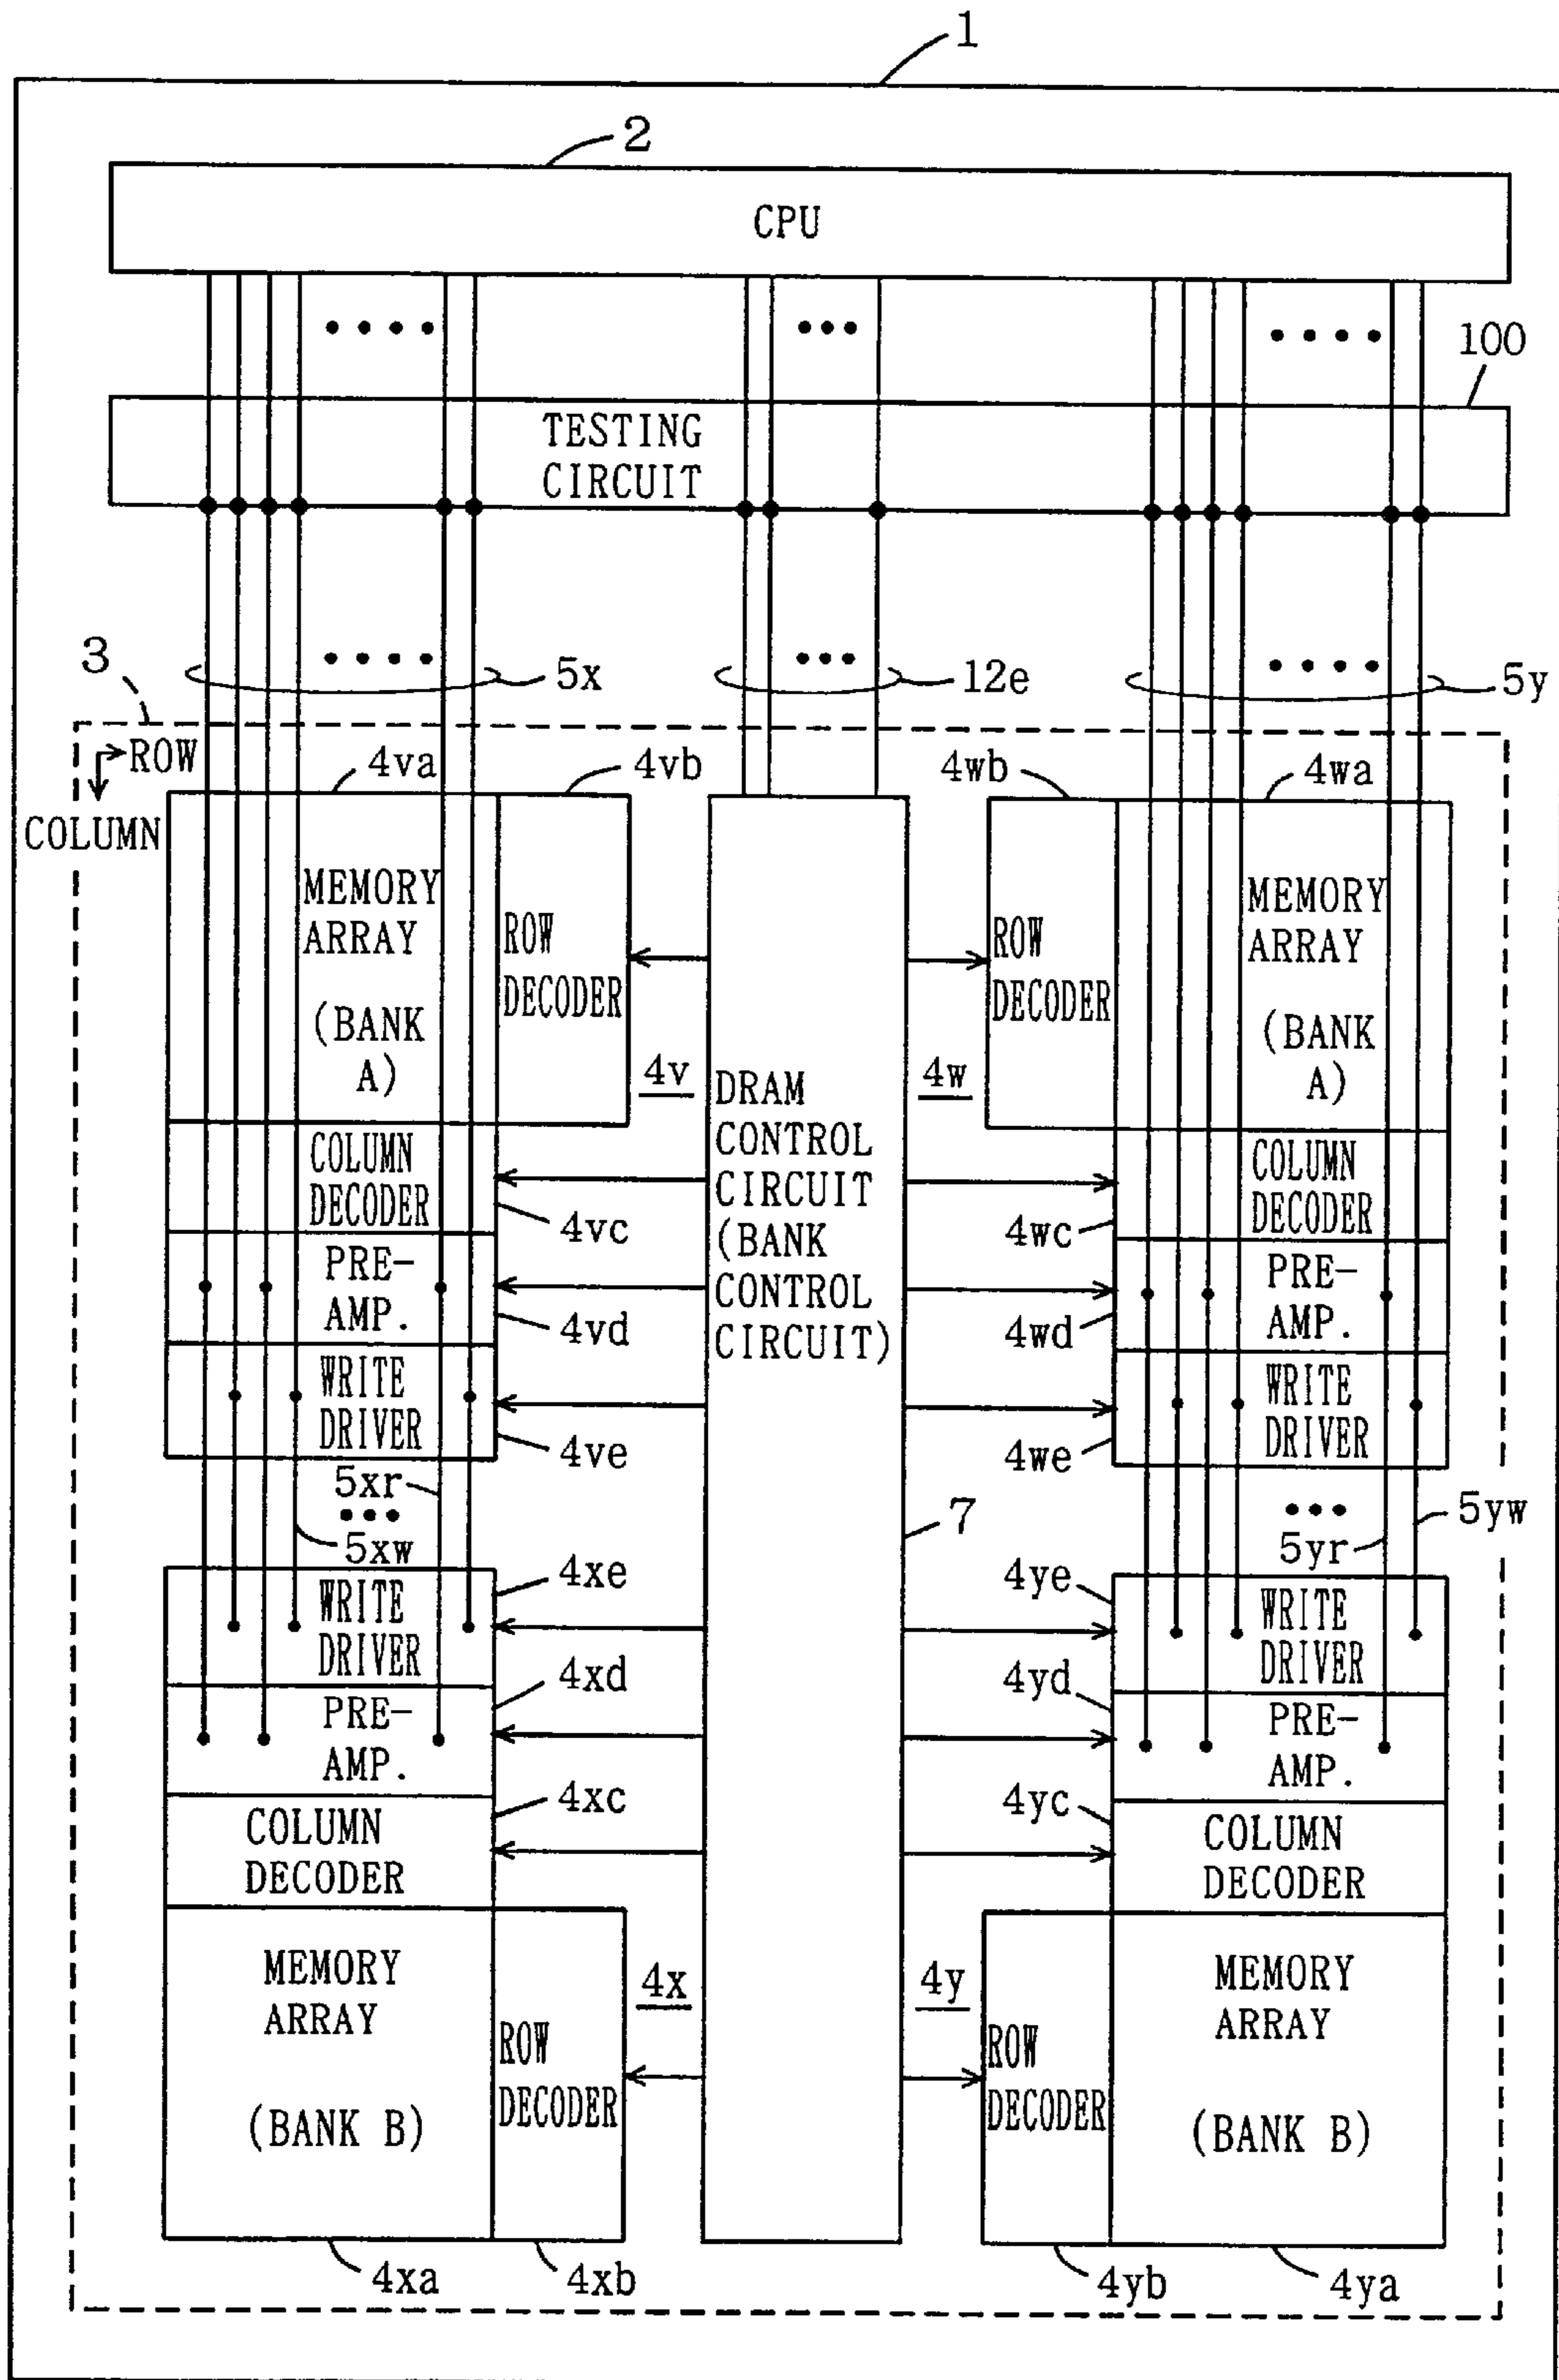 1
2
CPU
100
TESTING
CIRCUIT
3
5x
12e
5y
ROW
COLUMN
4va
4vb
4wb
4wa
MEMORY
ARRAY
(BANK
A)
ROW
DECODER
4v
DRAM
CONTROL
CIRCUIT
(BANK
CONTROL
CIRCUIT)
4w
ROW
DECODER
MEMORY
ARRAY
(BANK
A)
COLUMN
DECODER
4vc
4wc
COLUMN
DECODER
PRE-
AMP.
4vd
4wd
PRE-
AMP.
WRITE
DRIVER
4ve
4we
WRITE
DRIVER
5xr
5xw
7
5yr
5yw
WRITE
DRIVER
4xe
4ye
WRITE
DRIVER
PRE-
AMP.
4xd
4yd
PRE-
AMP.
COLUMN
DECODER
4xc
4yc
COLUMN
DECODER
MEMORY
ARRAY
(BANK B)
ROW
DECODER
4x
4y
ROW
DECODER
MEMORY
ARRAY
(BANK B)
4xa
4xb
4yb
4ya